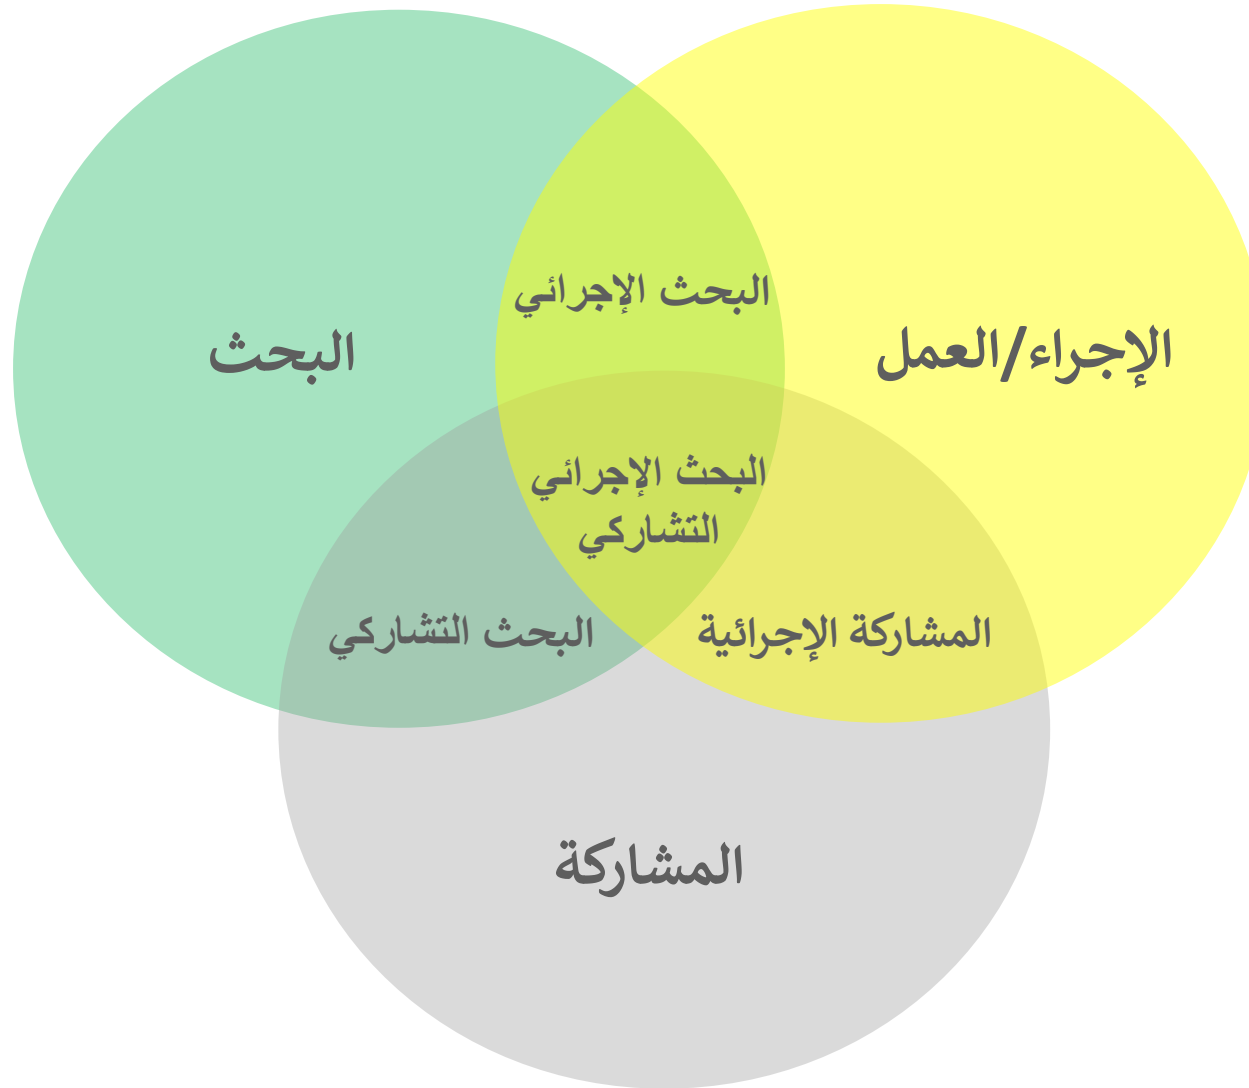 البحث الإجرائي
الإجراء/العمل
البحث
البحث الإجرائي
التشاركي
المشاركة الإجرائية
البحث التشاركي
المشاركة